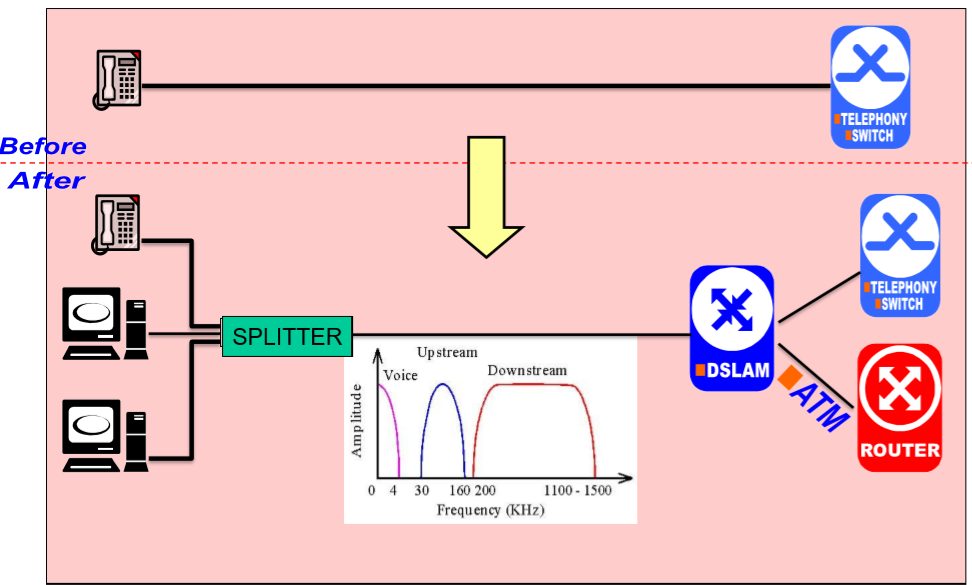 TELEPHONY
SWITCH
Before
After
TELEPHONY
SWITCH
SPLITTER
DSLAM
ATM
ROUTER
Upstream
Voice
Downstream
Amplitude
0 4 30 160 200 1100 - 1500
Frequency (KHz)